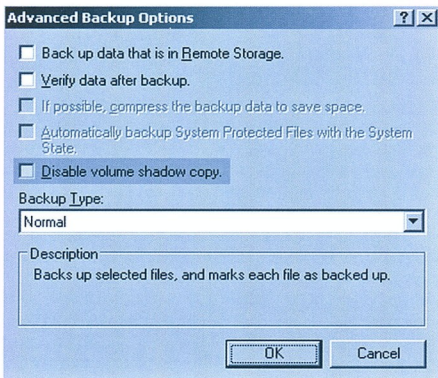 Advanced Backup Options
Back up data that is in Remote Storage.
Verify data after backup.
If possible, compress the backup data to save space.
Automatically backup System Protected Files with the System
State.
Disable volume shadow copy.
Backup Type:
Normal
Description
Backs up selected files, and marks each file as backed up.
OK
Cancel